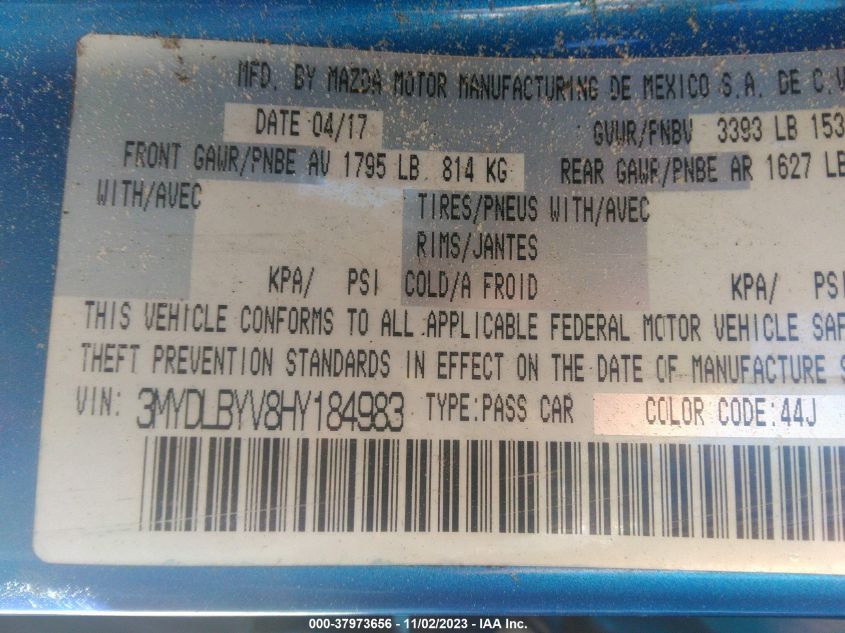 MFD. BY MAZDA MOTOR MANUFACTURING DE MEXICO S.A. DE C.V
DATE 04/17 GVWR/PNBV 3393 LB 153
FRONT GAWR/PNBE AV 1795 LB 814 KG REAR GAWR/PNBE AR 1627 LB
WITH/AVEC TIRES/PNEUS WITH/AVEC
RIMS/JANTES
KPA/ PSI COLD/A FROID KPA/ PSI
THIS VEHICLE CONFORMS TO ALL APPLICABLE FEDERAL MOTOR VEHICLE SAF
THEFT PREVENTION STANDARDS IN EFFECT ON THE DATE OF MANUFACTURE S
VIN: 3MYDLBYV8HY184983 TYPE:PASS CAR COLOR CODE:44J
000-37973656 - 11/02/2023 - IAA Inc.